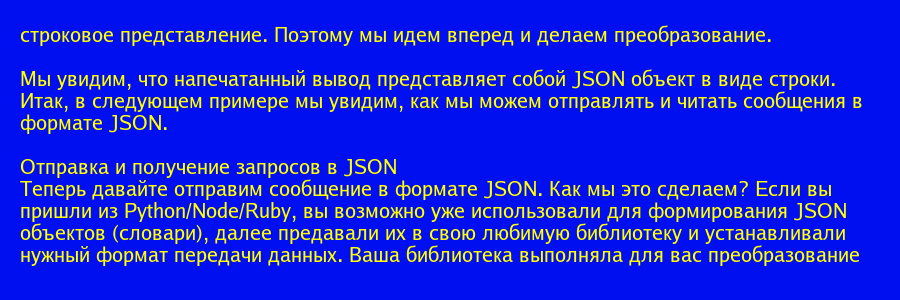 строковое представление. Поэтому мы идем вперед и делаем преобразование.
Мы увидим, что напечатанный вывод представляет собой JSON объект в виде строки.
Итак, в следующем примере мы увидим, как мы можем отправлять и читать сообщения в
формате JSON.
Отправка и получение запросов в JSON
Теперь давайте отправим сообщение в формате JSON. Как мы это сделаем? Если вы
пришли из Python/Node/Ruby, вы возможно уже использовали для формирования JSON
объектов (словари), далее предавали их в свою любимую библиотеку и устанавливали
нужный формат передачи данных. Ваша библиотека выполняла для вас преобразование